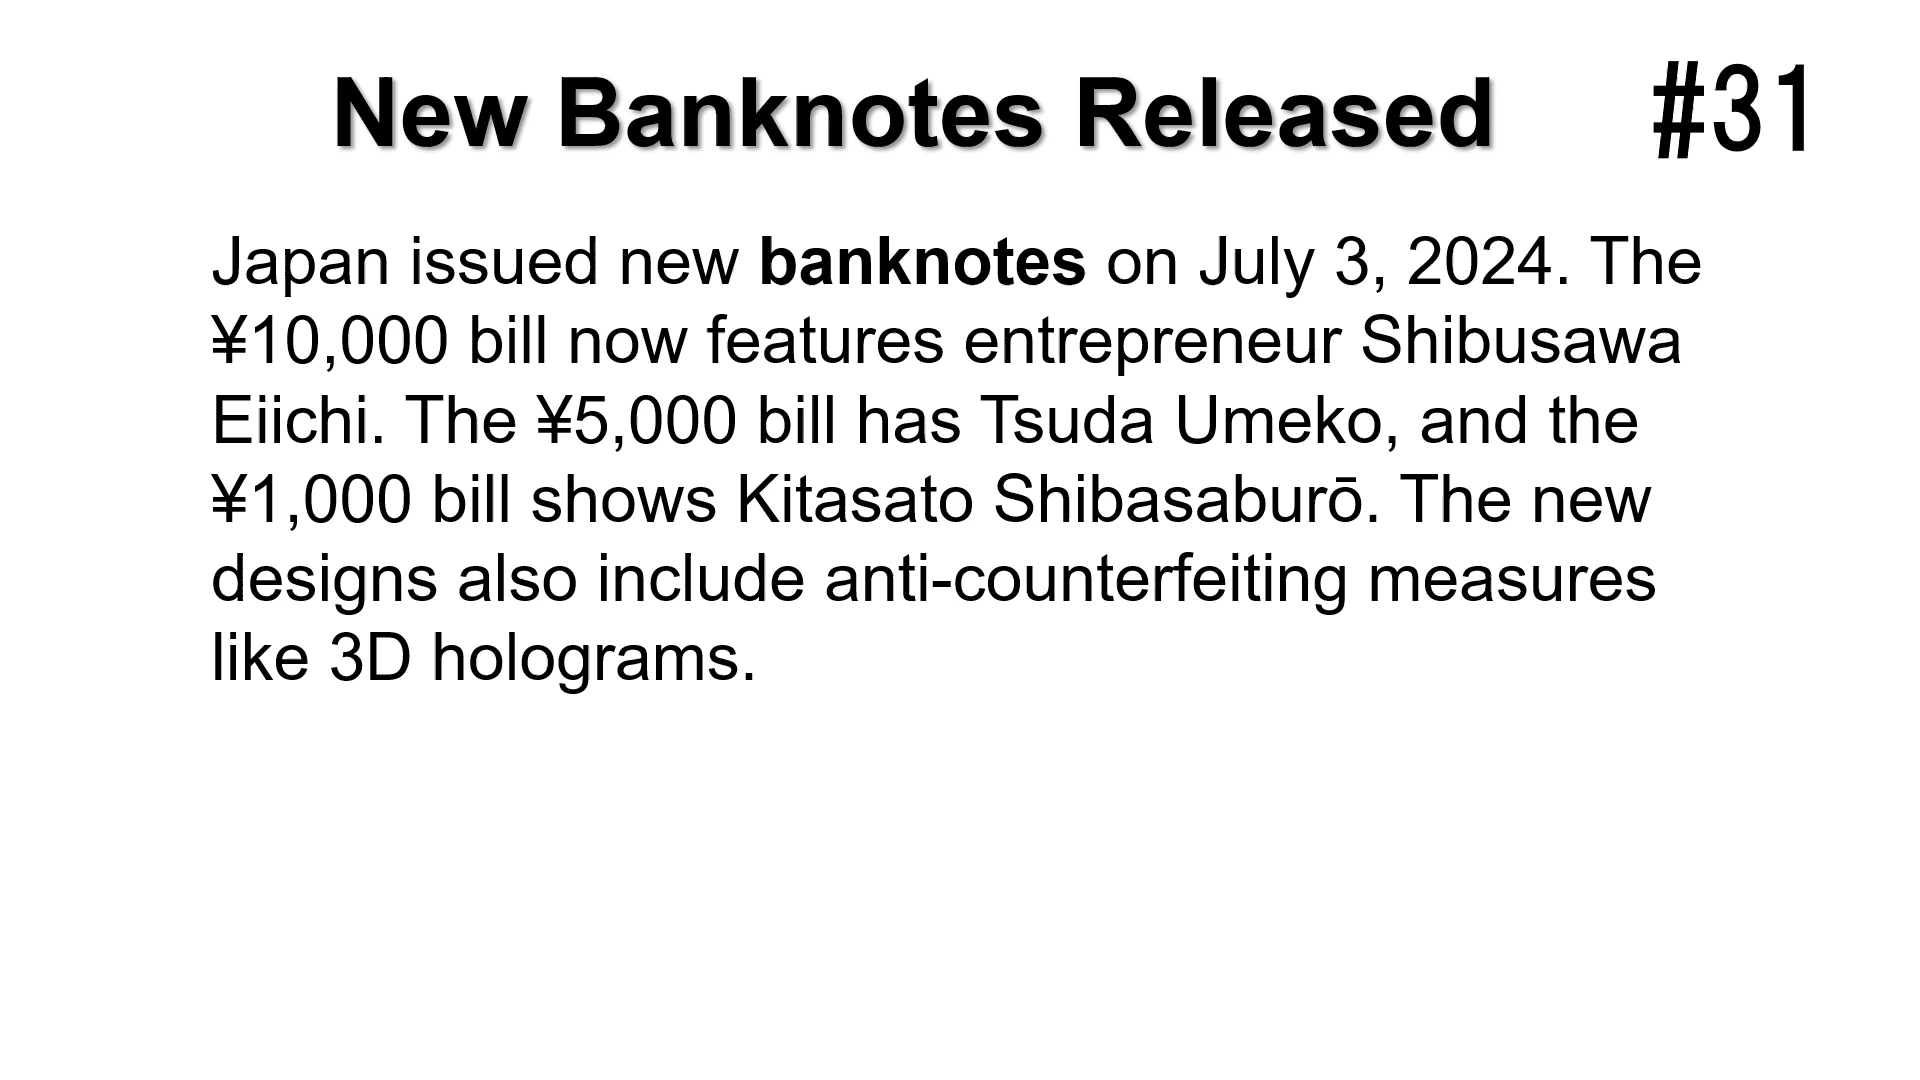 New Banknotes Released
#31
Japan issued new banknotes on July 3, 2024. The
¥10,000 bill now features entrepreneur Shibusawa
Eiichi. The ¥5,000 bill has Tsuda Umeko, and the
¥1,000 bill shows Kitasato Shibasaburō. The new
designs also include anti-counterfeiting measures
like 3D holograms.